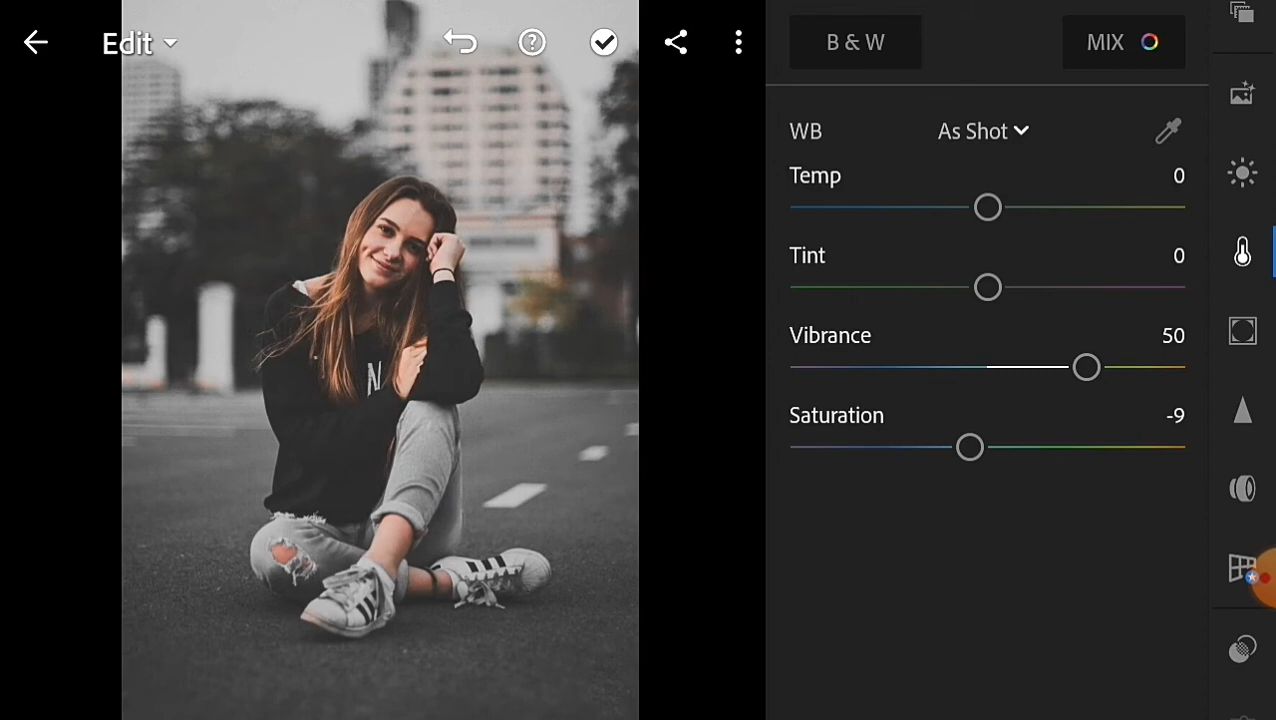 Edit
B & W
MIX
WB
As Shot
Temp
0
Tint
0
Vibrance
50
Saturation
-9
N